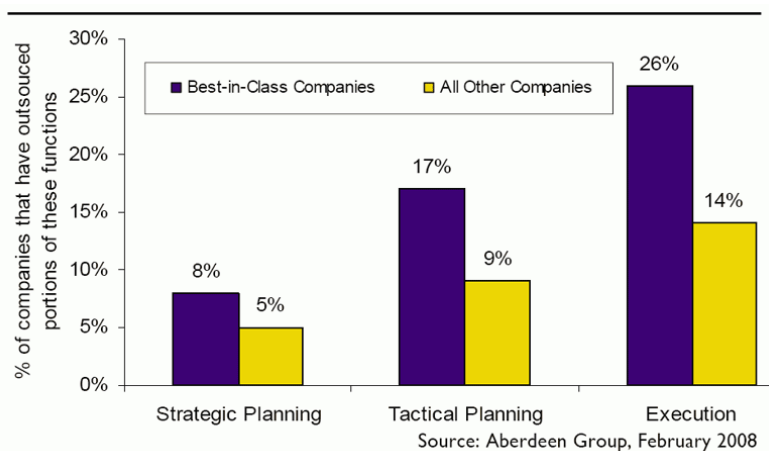 % of companies that have outsouced
portions of these functions
30%
25%
20%
15%
10%
5%
0%
Best-in-Class Companies
All Other Companies
8%
5%
17%
9%
26%
14%
Strategic Planning
Tactical Planning
Execution
Source: Aberdeen Group, February 2008